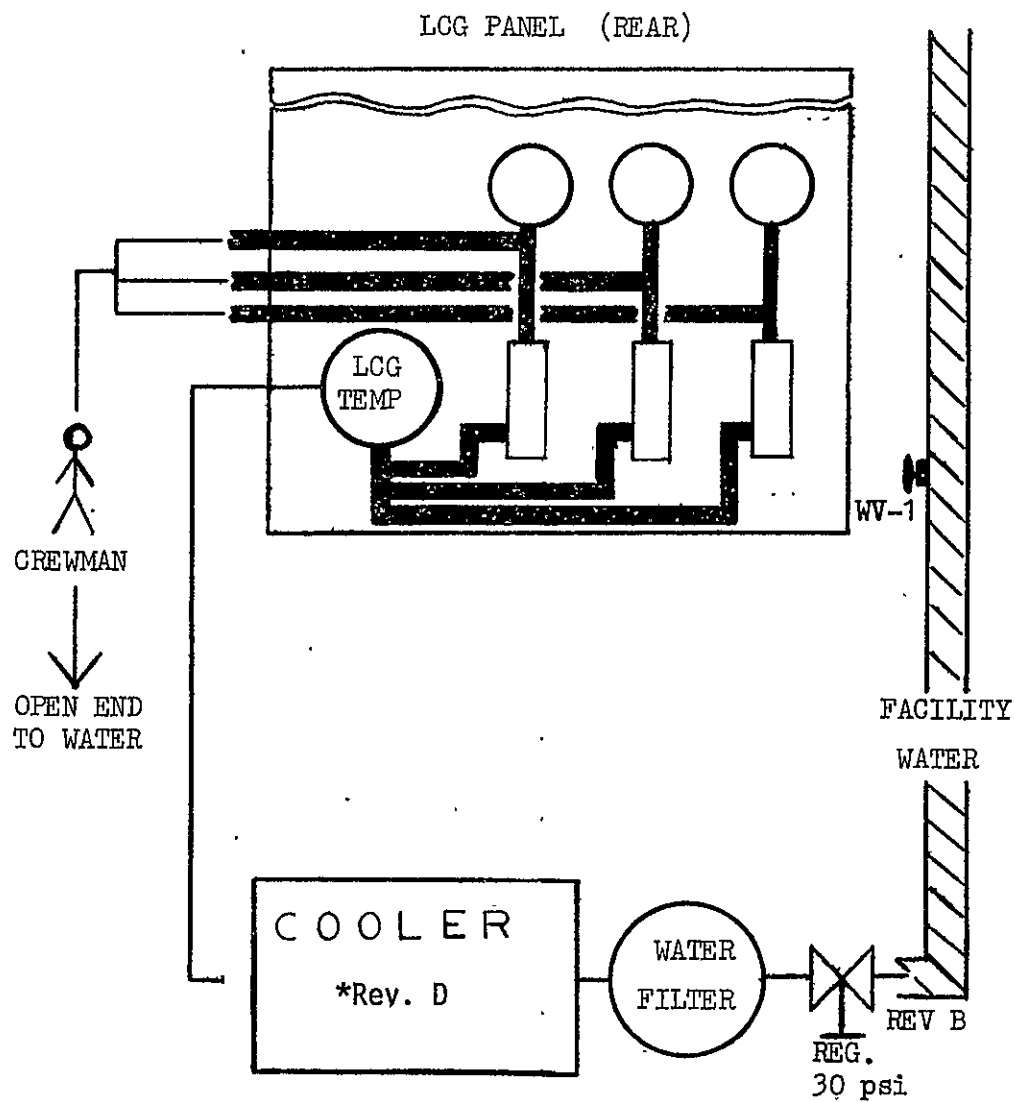 LCG PANEL (REAR)
LCG
TEMP
WV-1
CREWMAN
OPEN END
TO WATER
FACILITY
WATER
COOLER
*Rev. D
WATER
FILTER
REV B
REG.
30 psi